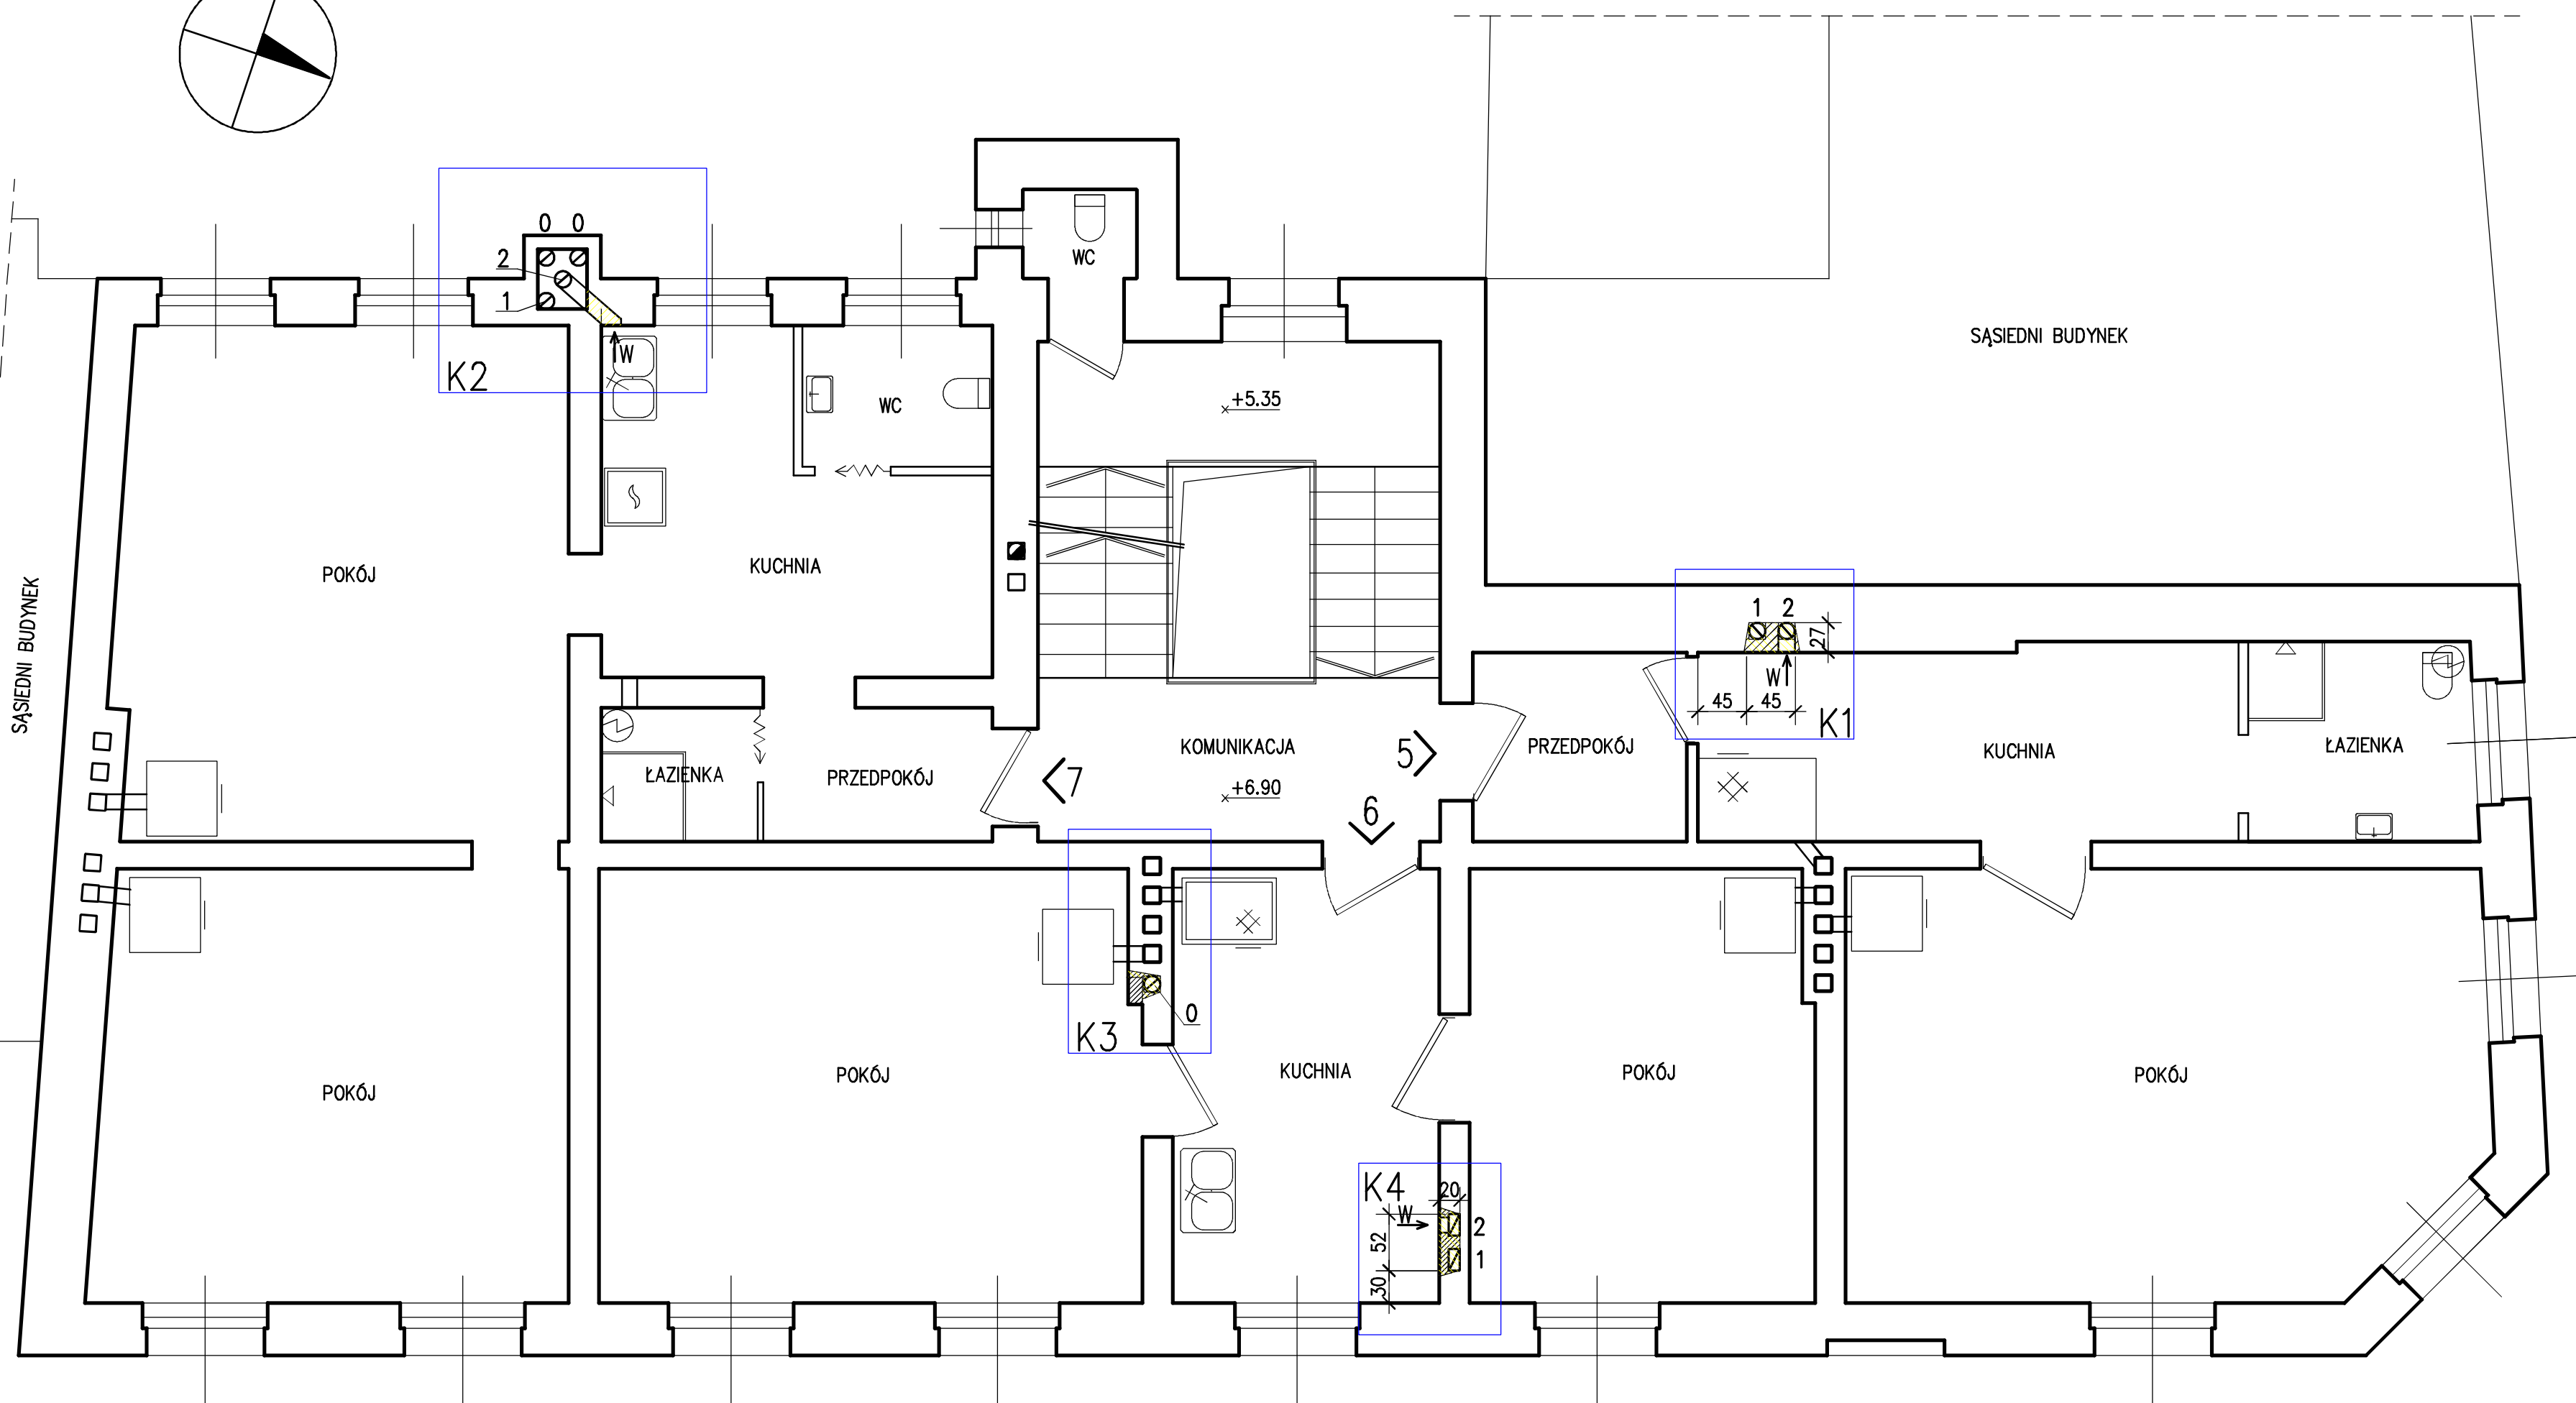 0 0
2
1
W
K2
WC
WC
+5.35
SĄSIEDNI BUDYNEK
SĄSIEDNI BUDYNEK
POKÓJ
KUCHNIA
1 2
27
W
45 45
K1
ŁAZIENKA
PRZEDPOKÓJ
7
KOMUNIKACJA
+6.90
5
6
PRZEDPOKÓJ
KUCHNIA
ŁAZIENKA
0
K3
POKÓJ
POKÓJ
KUCHNIA
POKÓJ
POKÓJ
K4
20
W
2
52
1
30